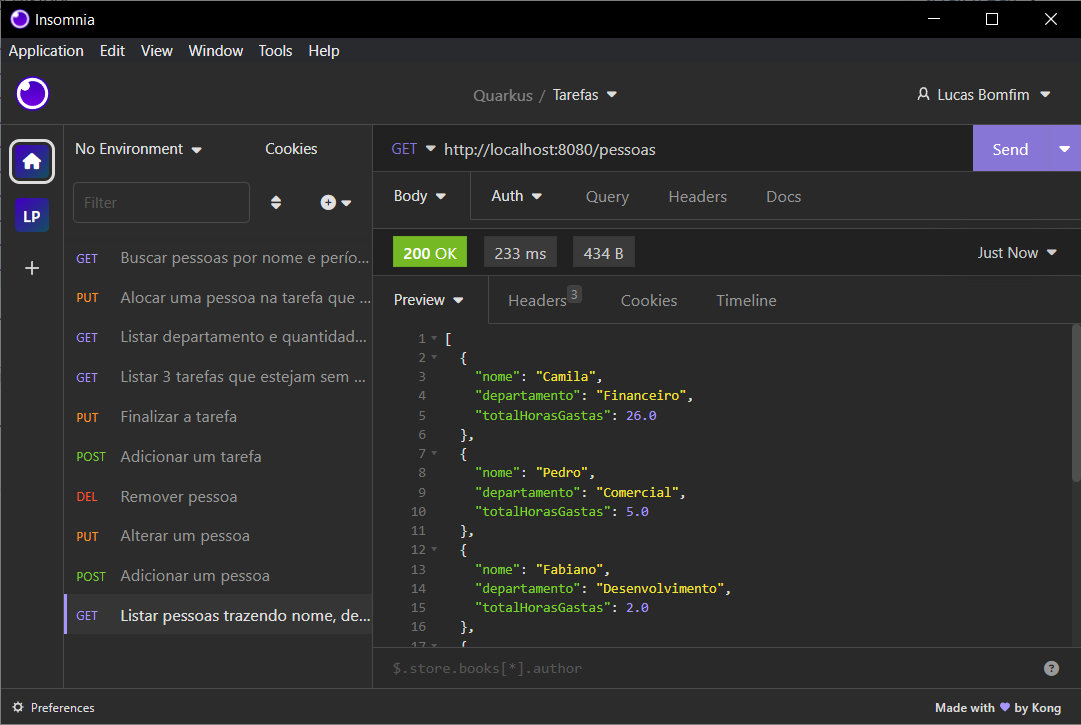 Insomnia
Application Edit View Window Tools Help
Quarkus / Tarefas
Lucas Bomfim
No Environment
Cookies
Filter
LP
GET Buscar pessoas por nome e perío...
PUT Alocar uma pessoa na tarefa que ...
GET Listar departamento e quantidad...
GET Listar 3 tarefas que estejam sem ...
PUT Finalizar a tarefa
POST Adicionar um tarefa
DEL Remover pessoa
PUT Alterar um pessoa
POST Adicionar um pessoa
GET Listar pessoas trazendo nome, de...
GET http://localhost:8080/pessoas
Send
Body Auth Query Headers Docs
200 OK 233 ms 434 B
Just Now
Preview Headers 3 Cookies Timeline
1 [
2 {
3 "nome": "Camila",
4 "departamento": "Financeiro",
5 "totalHorasGastas": 26.0
6 },
7 {
8 "nome": "Pedro",
9 "departamento": "Comercial",
10 "totalHorasGastas": 5.0
11 },
12 {
13 "nome": "Fabiano",
14 "departamento": "Desenvolvimento",
15 "totalHorasGastas": 2.0
16 },
17 {
$.store.books[*].author
?
Preferences
Made with by Kong